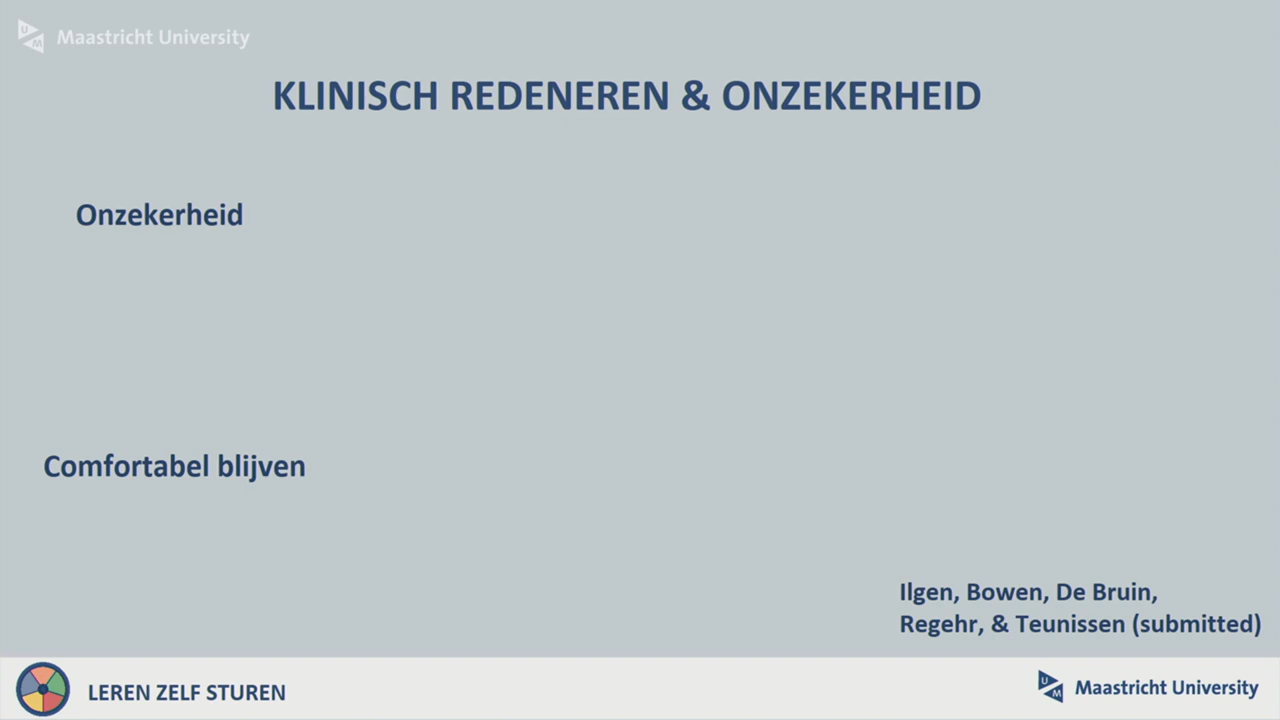 Maastricht University
KLINISCH REDENEREN & ONZEKERHEID
Onzekerheid
Comfortabel blijven
Ilgen, Bowen, De Bruin,
Regehr, & Teunissen (submitted)
LEREN ZELF STUREN
Maastricht University